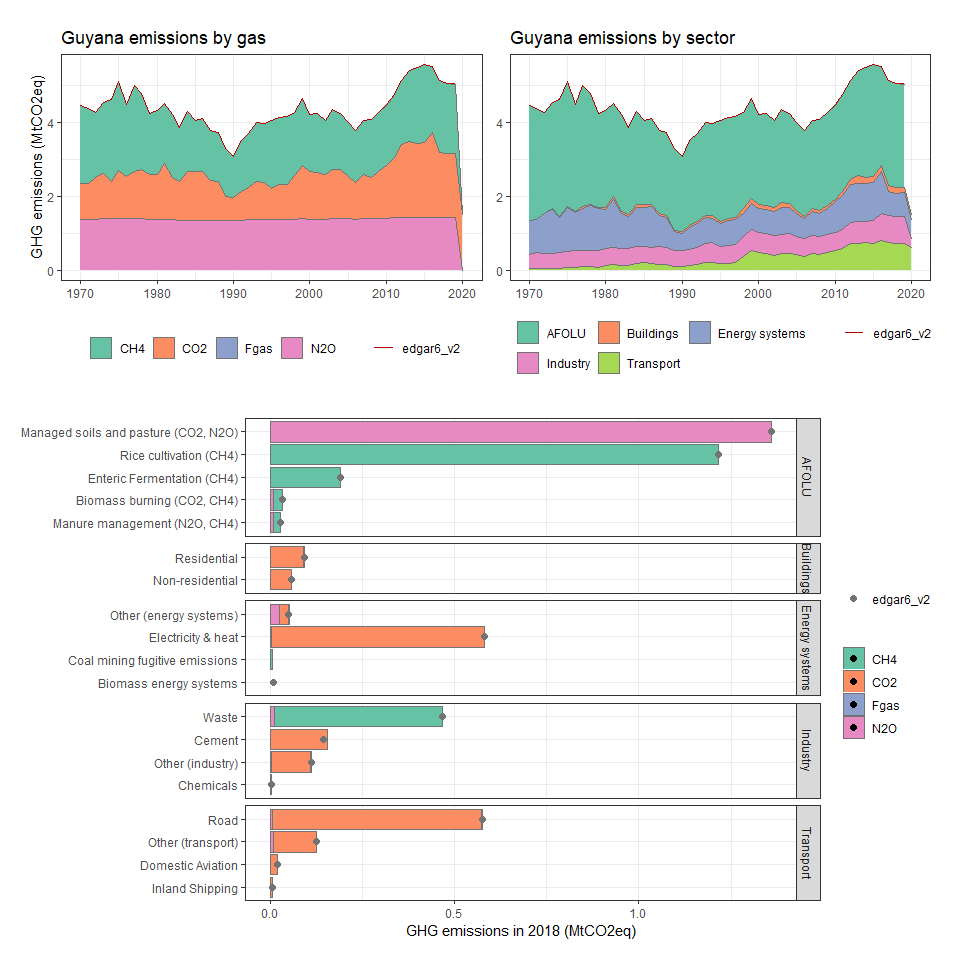 Guyana emissions by gas
GHG emissions (MtCO2eq)
4
2
0
1970 1980 1990 2000 2010 2020
CH4 CO2 Fgas N2O edgar6_v2
Guyana emissions by sector
4
2
0
1970 1980 1990 2000 2010 2020
AFOLU Buildings Energy systems edgar6_v2
Industry Transport
Managed soils and pasture (CO2, N2O)
Rice cultivation (CH4)
Enteric Fermentation (CH4)
Biomass burning (CO2, CH4)
Manure management (N2O, CH4)
AFOLU
Residential
Non-residential
Buildings
Other (energy systems)
Electricity & heat
Coal mining fugitive emissions
Biomass energy systems
Energy systems
Waste
Cement
Other (industry)
Chemicals
Industry
Road
Other (transport)
Domestic Aviation
Inland Shipping
Transport
0.0 0.5 1.0
GHG emissions in 2018 (MtCO2eq)
edgar6_v2
CH4
CO2
Fgas
N2O